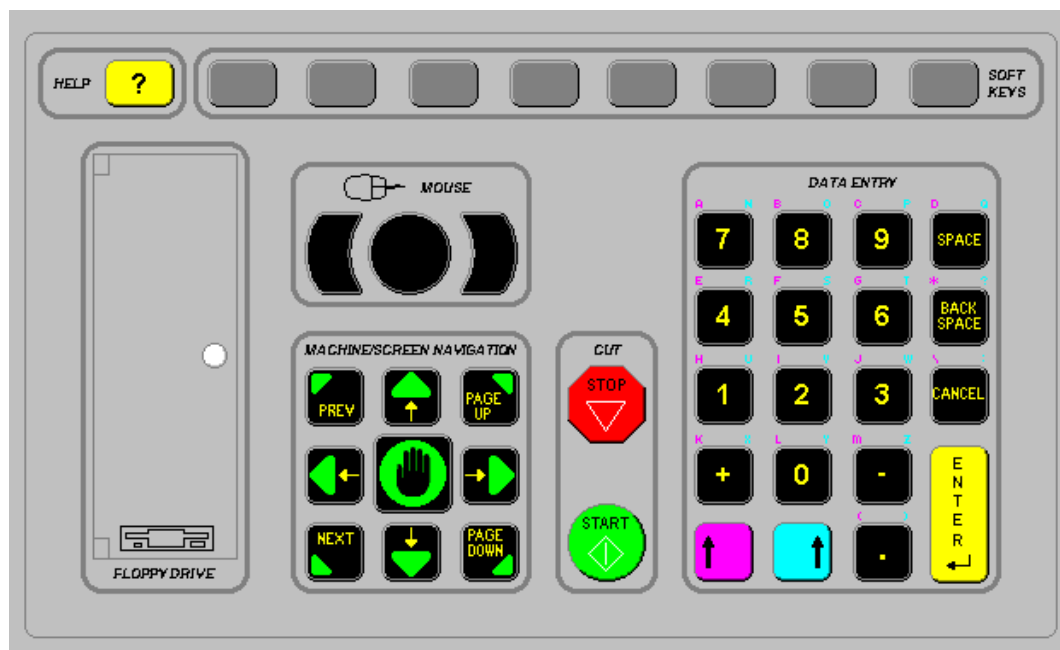 HELP
?
SOFT
KEYS
MOUSE
DATA ENTRY
A N B O C P D Q
7 8 9 SPACE
E R F S G T * ?
4 5 6 BACK
SPACE
H U I V J W \ :
1 2 3 CANCEL
K X L Y M Z
+ 0 -
ENTER
( )
.
MACHINE/SCREEN NAVIGATION
PREV
PAGE
UP
NEXT
PAGE
DOWN
CUT
STOP
START
FLOPPY DRIVE